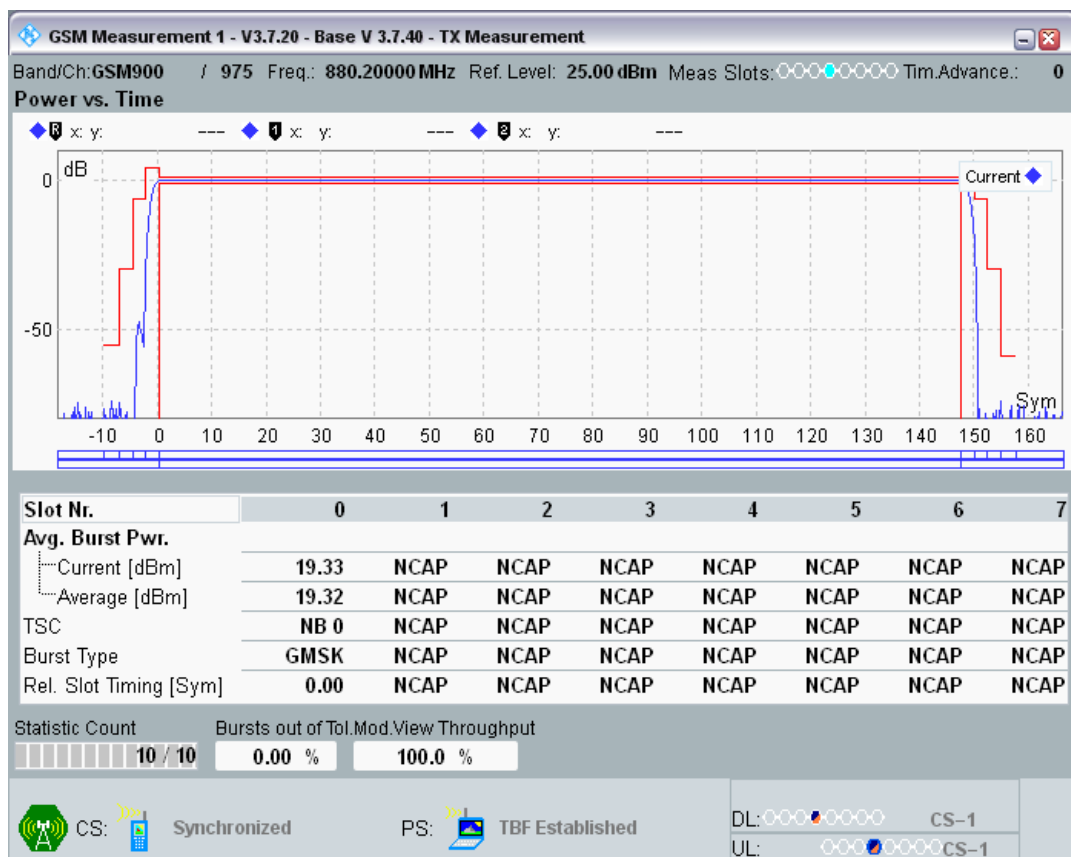 GSM Measurement 1 - V3.7.20 - Base V 3.7.40 - TX Measurement
Band/Ch:GSM900 / 975 Freq.: 880.20000 MHz Ref. Level: 25.00 dBm Meas Slots: Tim.Advance.: 0
Power vs. Time
R x: y: --- 1 x: y: --- 2 x: y: ---
dB
Current
0
-50
Sym
-10 0 10 20 30 40 50 60 70 80 90 100 110 120 130 140 150 160
Slot Nr. 0 1 2 3 4 5 6 7
Avg. Burst Pwr.
Current [dBm] 19.33 NCAP NCAP NCAP NCAP NCAP NCAP NCAP
Average [dBm] 19.32 NCAP NCAP NCAP NCAP NCAP NCAP NCAP
TSC NB 0 NCAP NCAP NCAP NCAP NCAP NCAP NCAP
Burst Type GMSK NCAP NCAP NCAP NCAP NCAP NCAP NCAP
Rel. Slot Timing [Sym] 0.00 NCAP NCAP NCAP NCAP NCAP NCAP NCAP
Statistic Count Bursts out of Tol.Mod.View Throughput
10 / 10 0.00 % 100.0 %
CS: Synchronized PS: TBF Established
DL: CS-1
UL: CS-1